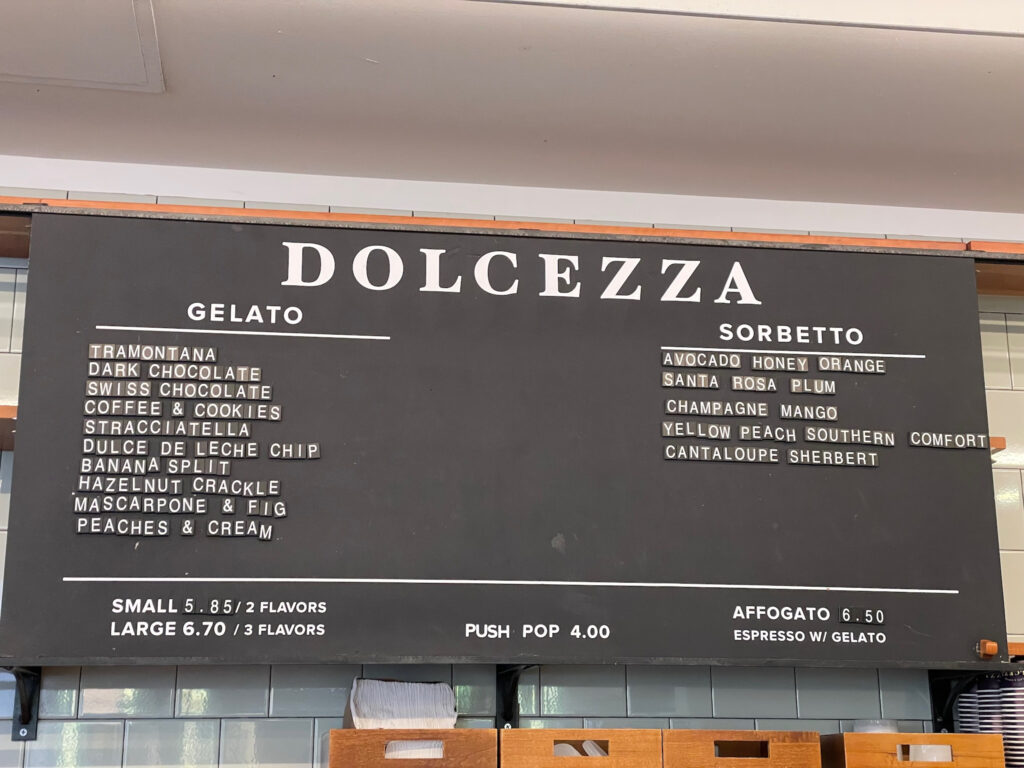 DOLCEZZA
GELATO
TRAMONTANA
DARK CHOCOLATE
SWISS CHOCOLATE
COFFEE & COOKIES
STRACCIATELLA
DULCE DE LECHE CHIP
BANANA SPLIT
HAZELNUT CRACKLE
MASCARPONE & FIG
PEACHES & CREAM
SORBETTO
AVOCADO HONEY ORANGE
SANTA ROSA PLUM
CHAMPAGNE MANGO
YELLOW PEACH SOUTHERN COMFORT
CANTALOUPE SHERBERT
SMALL 5.85/ 2 FLAVORS
LARGE 6.70 / 3 FLAVORS
PUSH POP 4.00
AFFOGATO 6.50
ESPRESSO W/ GELATO